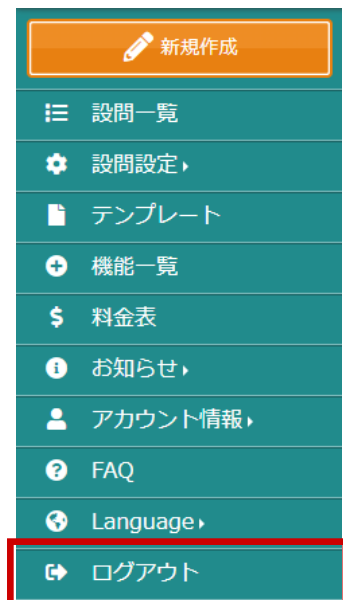 新規作成
設問一覧
設問設定
テンプレート
機能一覧
料金表
お知らせ
アカウント情報
FAQ
Language
ログアウト